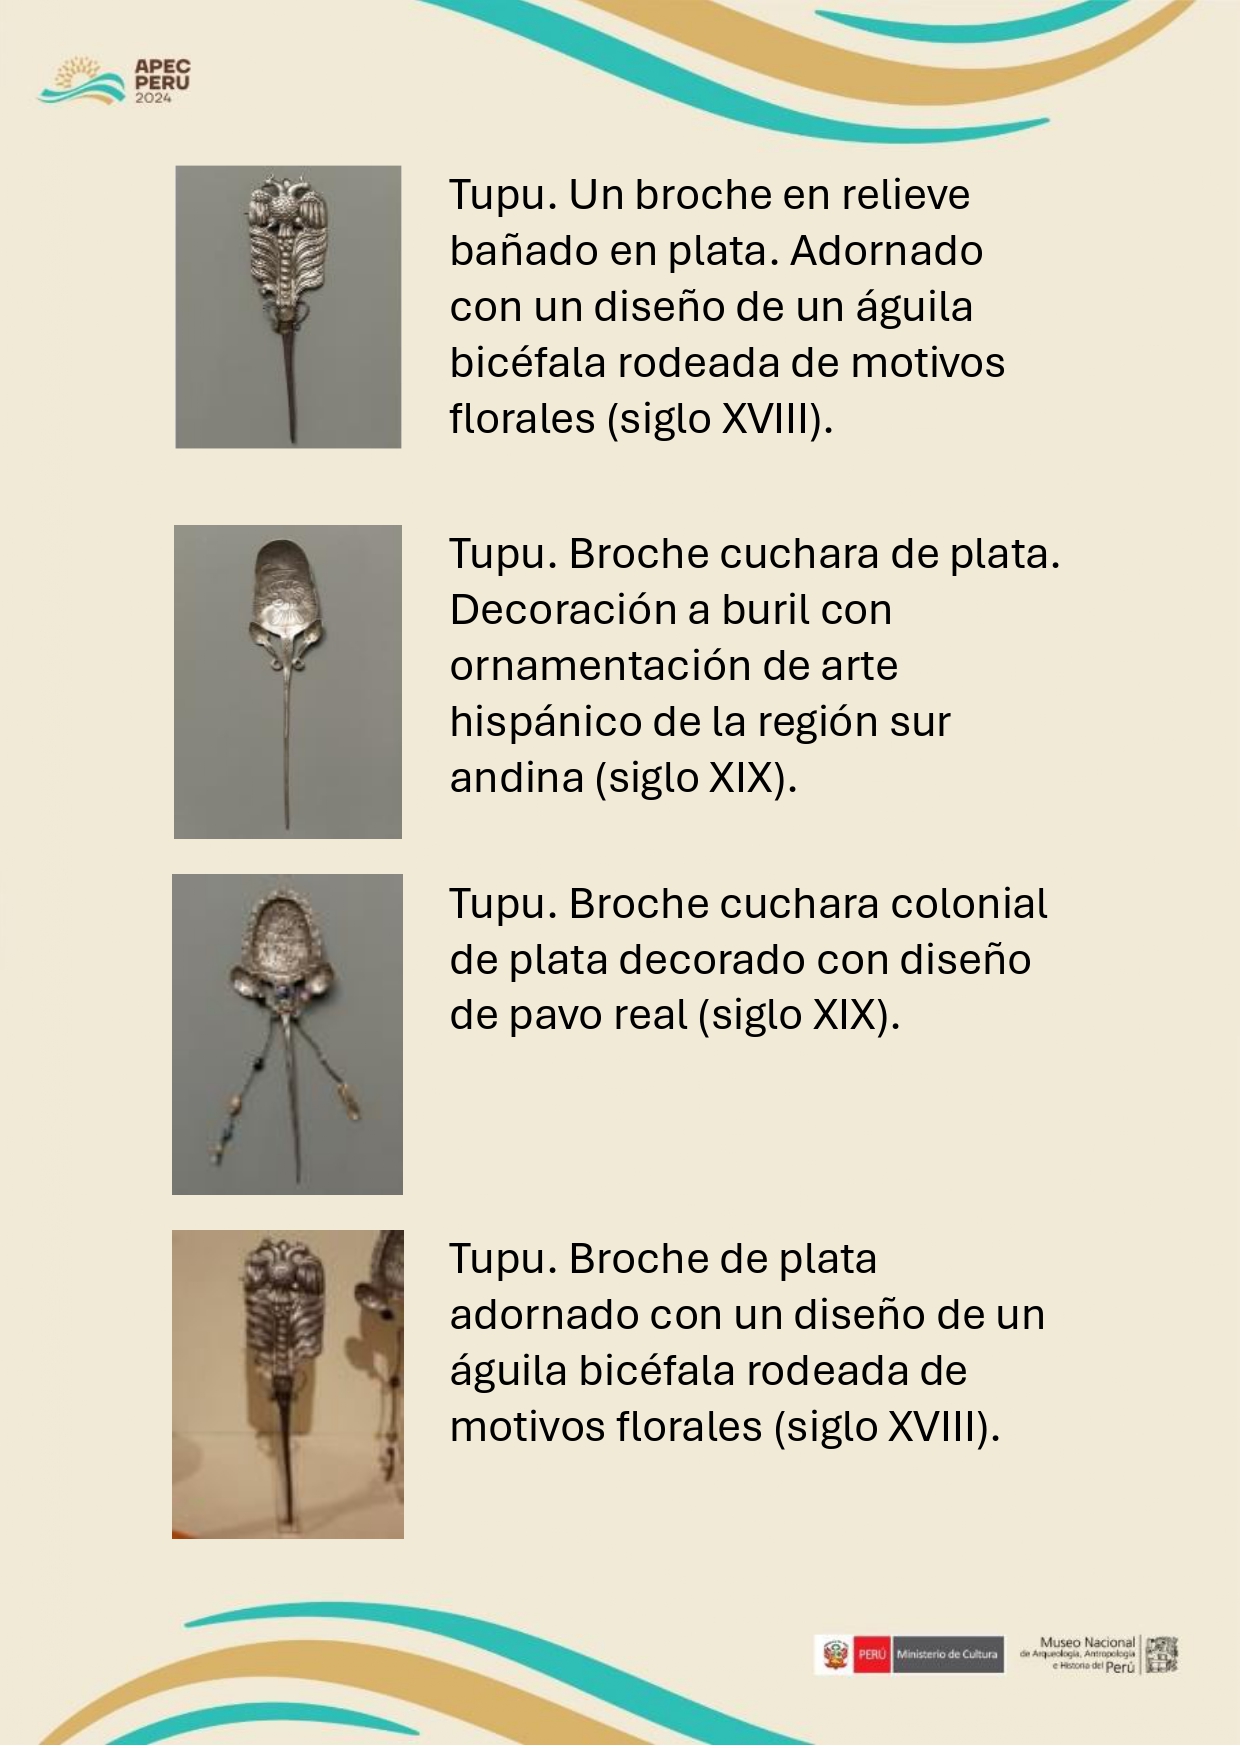 APEC
PERU
2024
Tupu. Un broche en relieve
bañado en plata. Adornado
con un diseño de un águila
bicéfala rodeada de motivos
florales (siglo XVIII).
Tupu. Broche cuchara de plata.
Decoración a buril con
ornamentación de arte
hispánico de la región sur
andina (siglo XIX).
Tupu. Broche cuchara colonial
de plata decorado con diseño
de pavo real (siglo XIX).
Tupu. Broche de plata
adornado con un diseño de un
águila bicéfala rodeada de
motivos florales (siglo XVIII).
PERÚ Ministerio de Cultura
Museo Nacional
de Arqueología, Antropología
e Historia del Perú